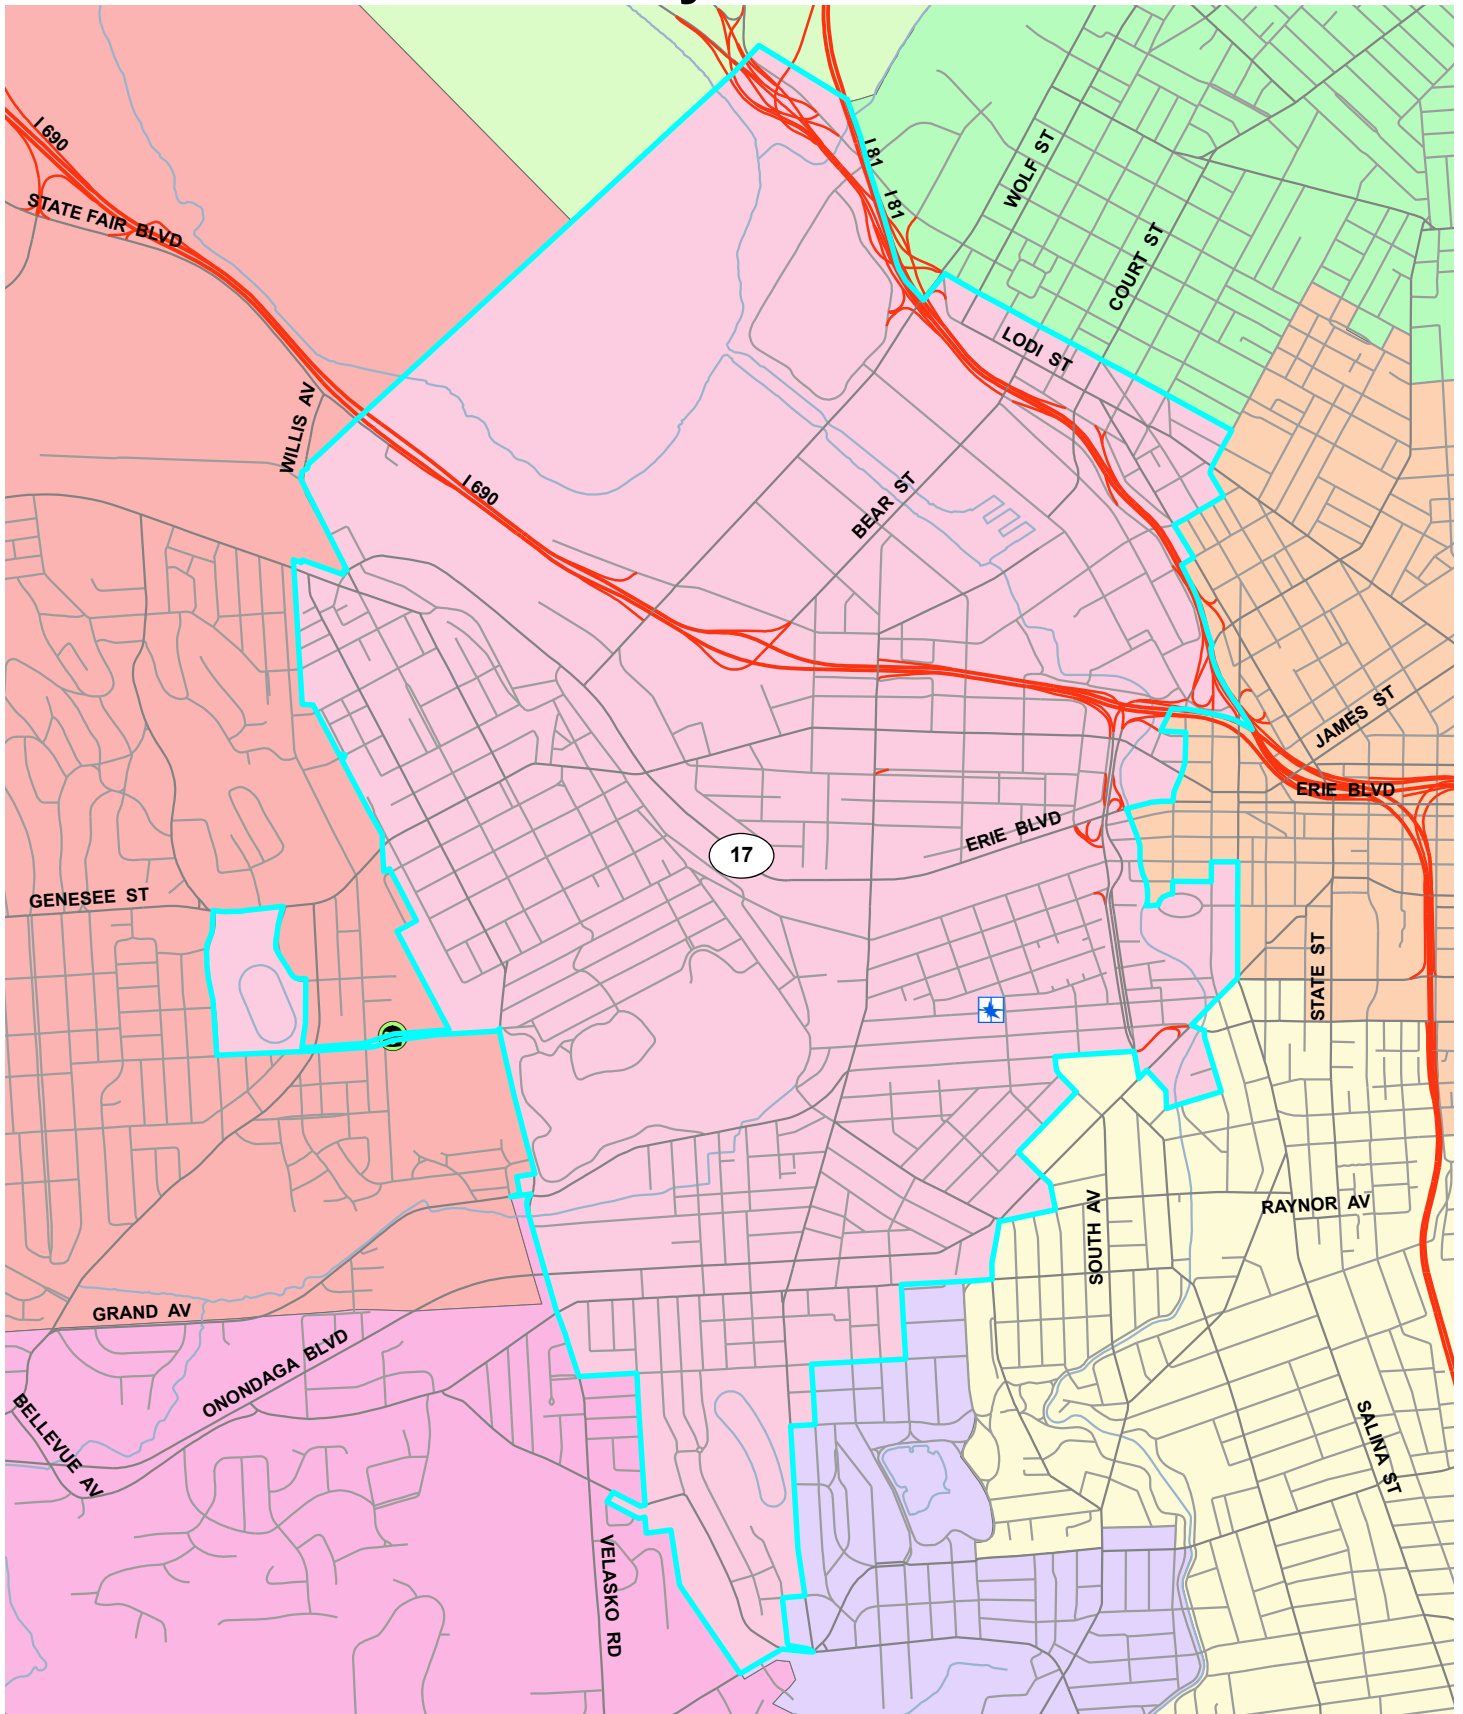 I 690
STATE FAIR BLVD
I 81
I 81
WOLF ST
COURT ST
LODI ST
WILLIS AV
I 690
BEAR ST
JAMES ST
ERIE BLVD
ERIE BLVD
17
GENESEE ST
STATE ST
RAYNOR AV
SOUTH AV
GRAND AV
ONONDAGA BLVD
BELLEVUE AV
SALINA ST
VELASKO RD